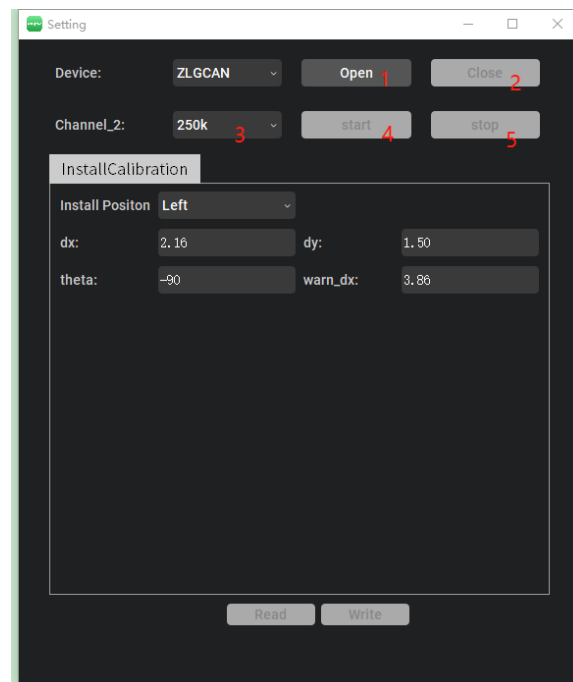 Setting
Device: ZLGCAN Open 1 Close 2
Channel_2: 250k 3 start 4 stop 5
InstallCalibration
Install Positon Left
dx: 2.16 dy: 1.50
theta: -90 warn_dx: 3.86
Read Write